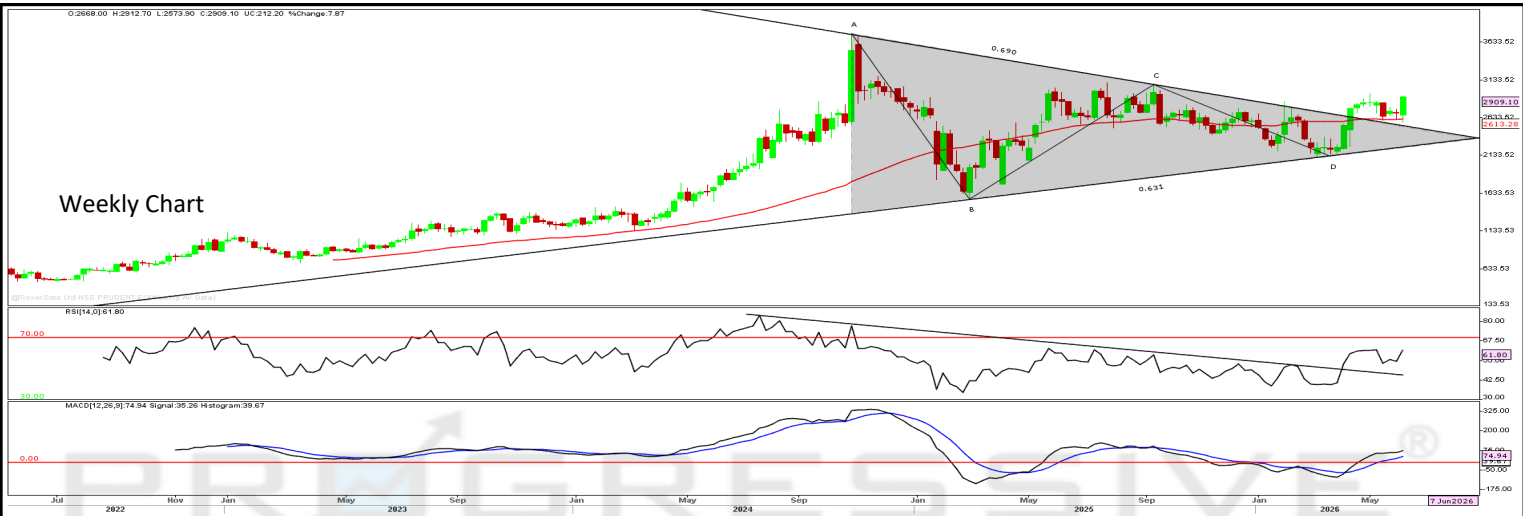 O:2668.00 H:2912.70 L:2573.90 C:2909.10 UC:212.20 %Change:7.87
A
0.690
C
B
0.631
D
Weekly Chart
3633.52
3133.52
2909.10
2633.52
2613.28
2133.52
1633.53
1133.53
633.53
133.53
RSI[14,0]:61.80
70.00
30.00
80.00
67.50
61.80
42.50
30.00
MACD[12,26,9]:74.94 Signal:35.26 Histogram:39.67
0.00
325.00
200.00
74.94
-50.00
-175.00
Jul Nov Jan May Sep Jan May Sep Jan May Sep Jan May 7 Jun2026
2022 2023 2024 2025 2026
PROGRESSIVE ®